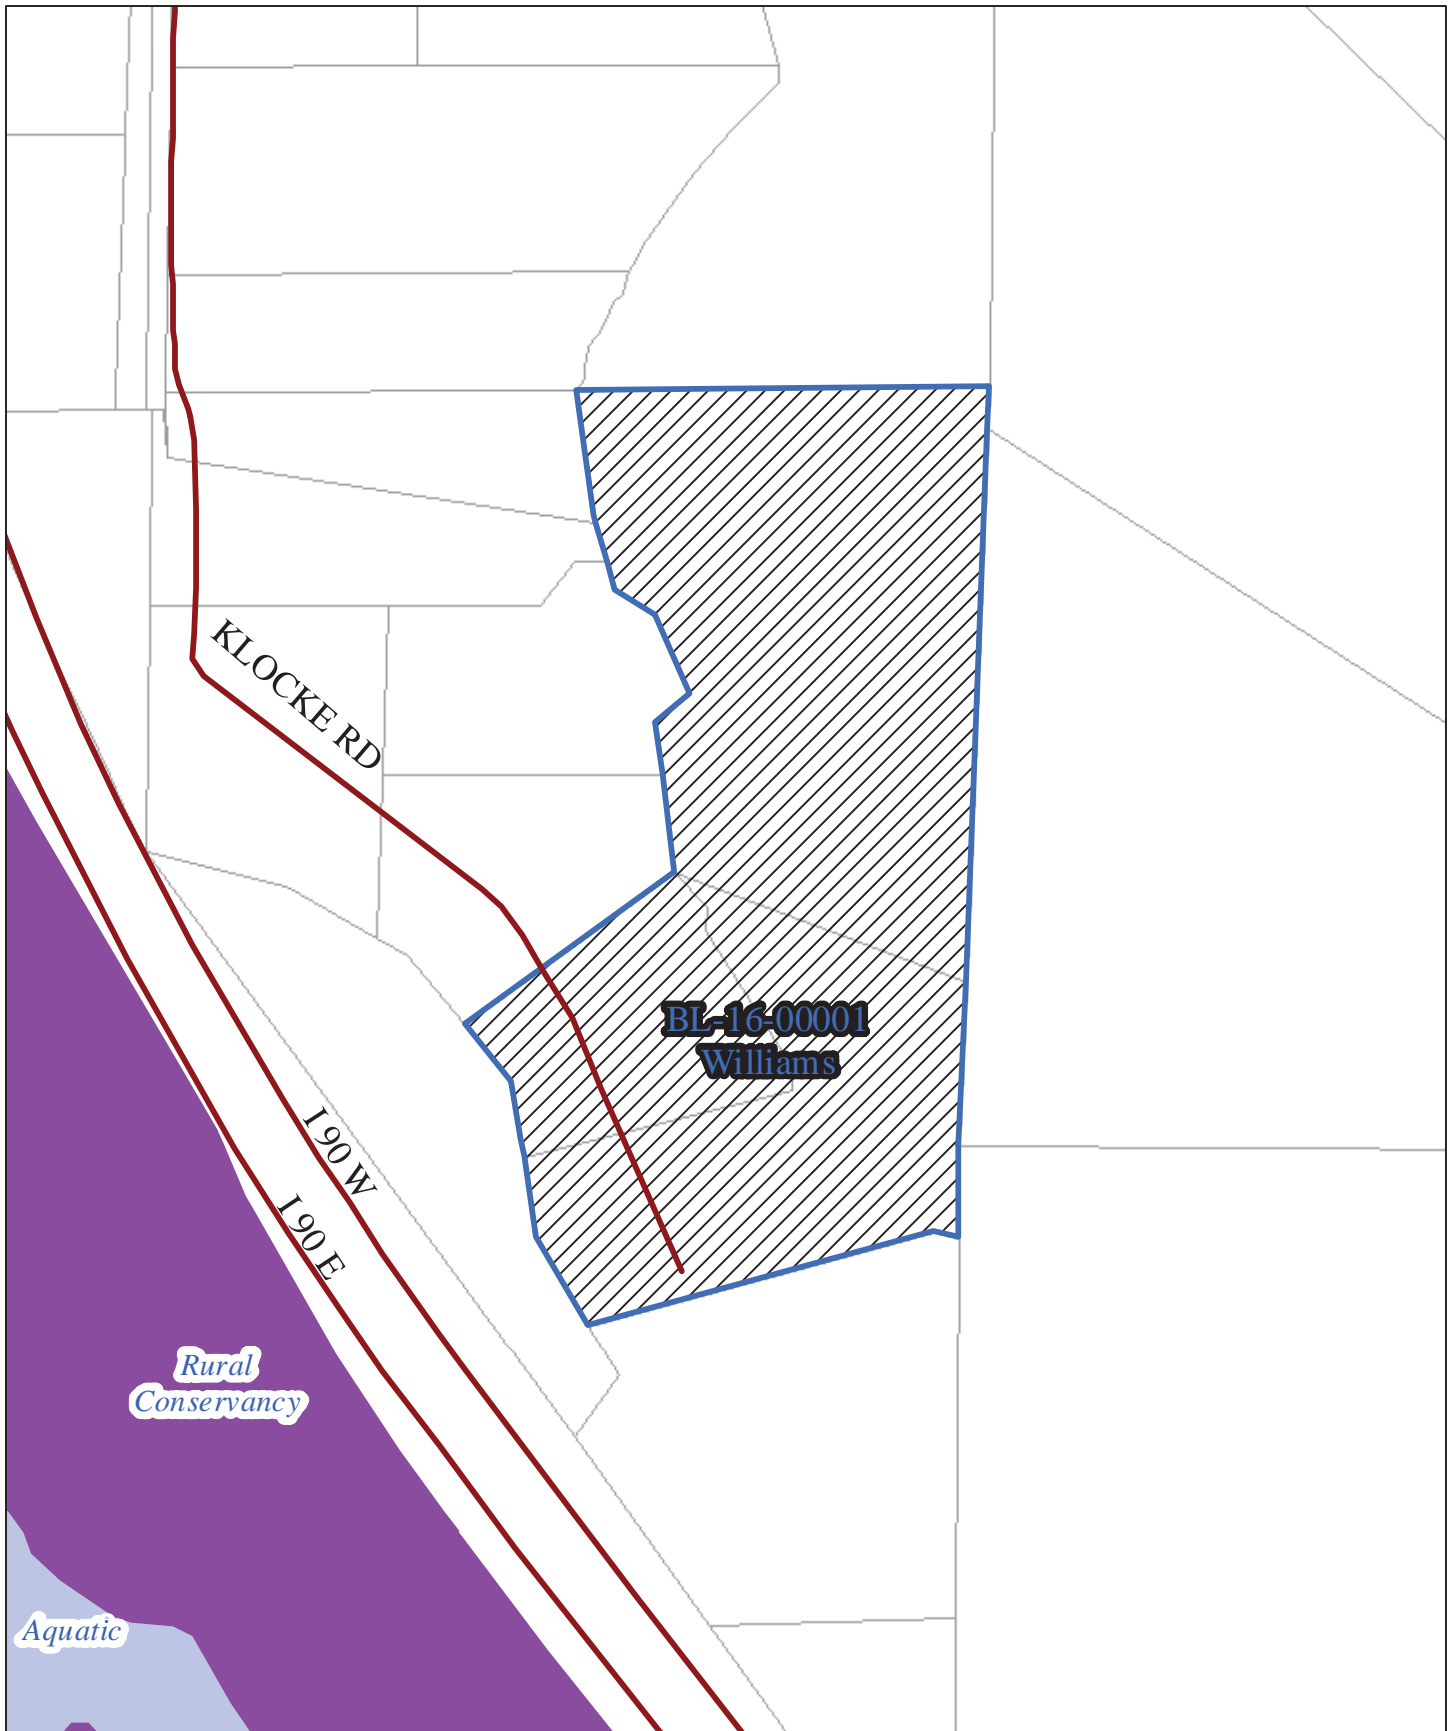 KLOCKE RD
BL-16-00001
Williams
I 90 W
I 90 E
Rural
Conservancy
Aquatic